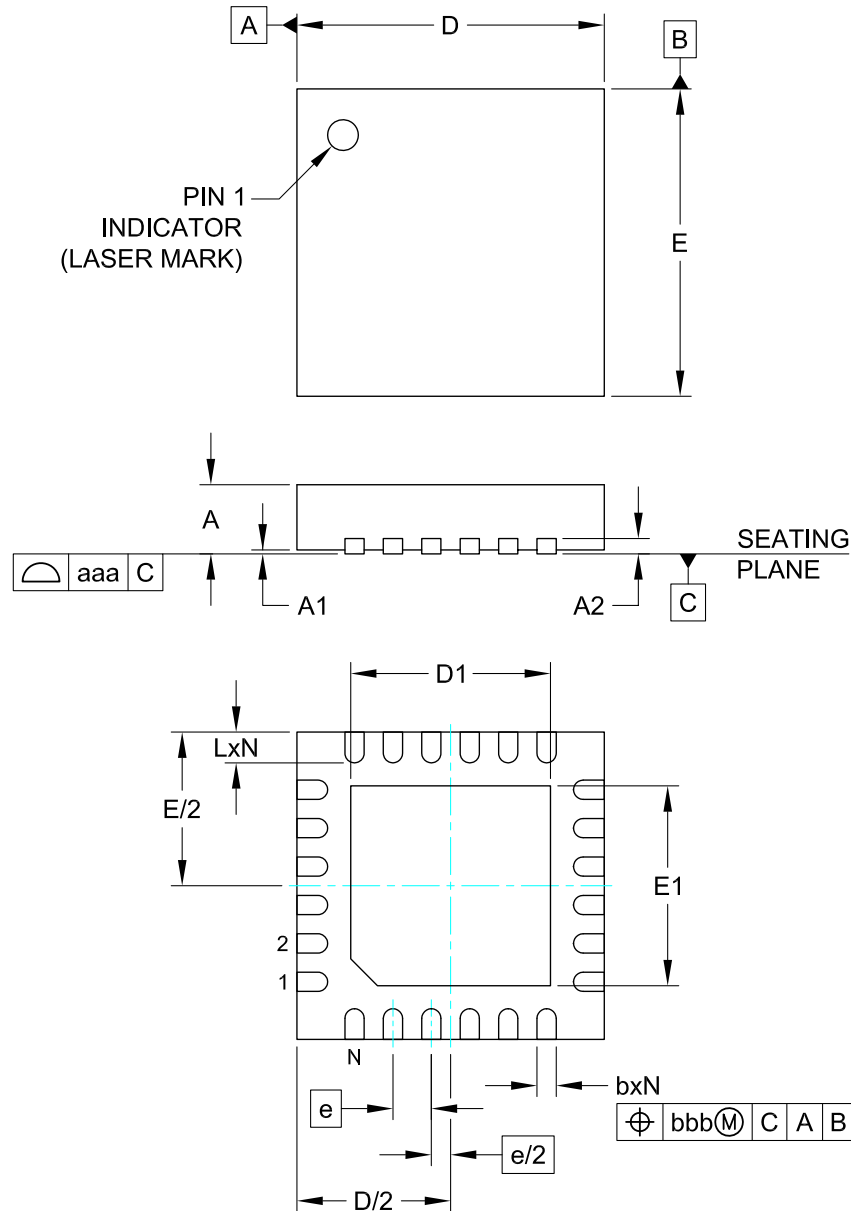 A
D
B
PIN 1
INDICATOR
(LASER MARK)
E
A
aaa C
A1
A2
SEATING
PLANE
C
D1
LxN
E/2
E1
2
1
N
bxN
e
bbbⓂ C A B
e/2
D/2